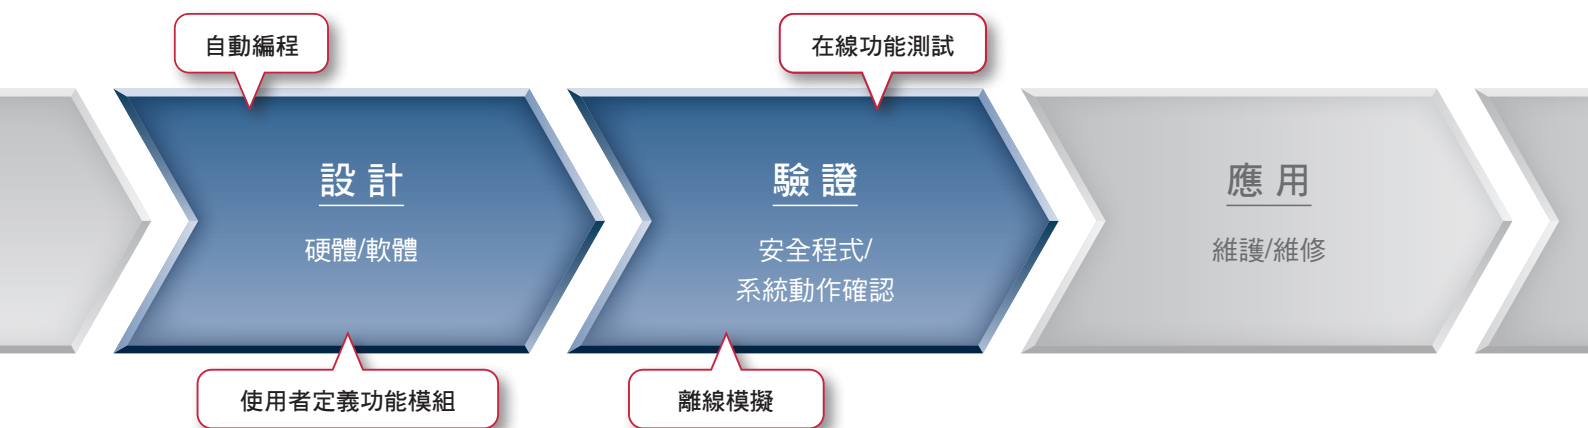 自動編程
在線功能測試
設計
硬體/軟體
驗證
安全程式/
系統動作確認
應用
維護/維修
使用者定義功能模組
離線模擬